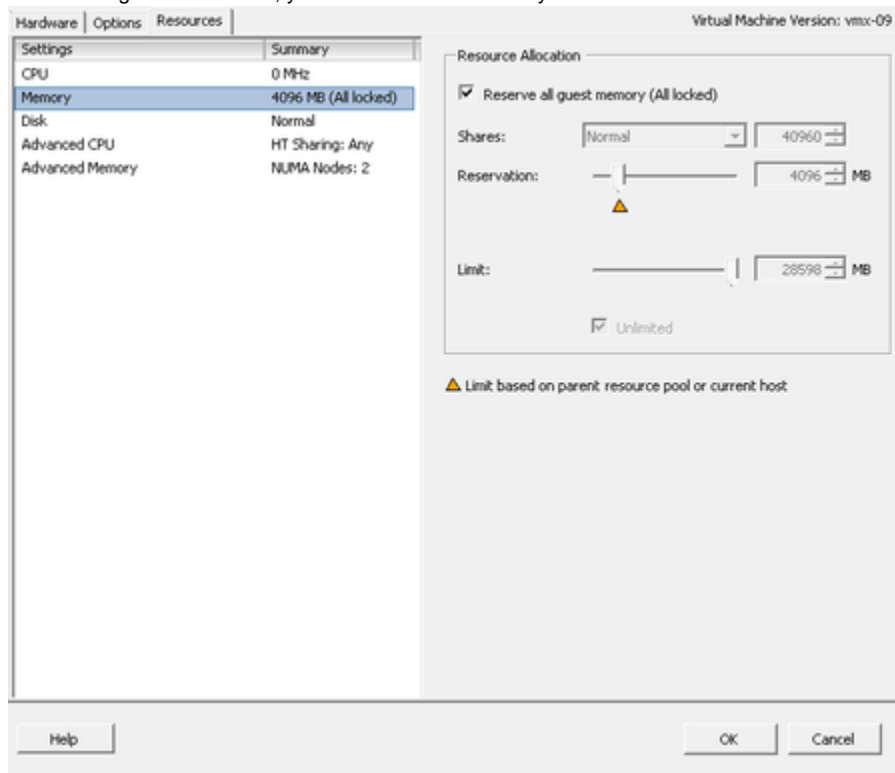 Hardware Options Resources Virtual Machine Version: vmx-09
Settings Summary
CPU 0 MHz
Memory 4096 MB (All locked)
Disk Normal
Advanced CPU HT Sharing: Any
Advanced Memory NUMA Nodes: 2
Resource Allocation
Reserve all guest memory (All locked)
Shares: Normal 40960
Reservation: 4096 MB
Limit: 28598 MB
Unlimited
Limit based on parent resource pool or current host
Help OK Cancel